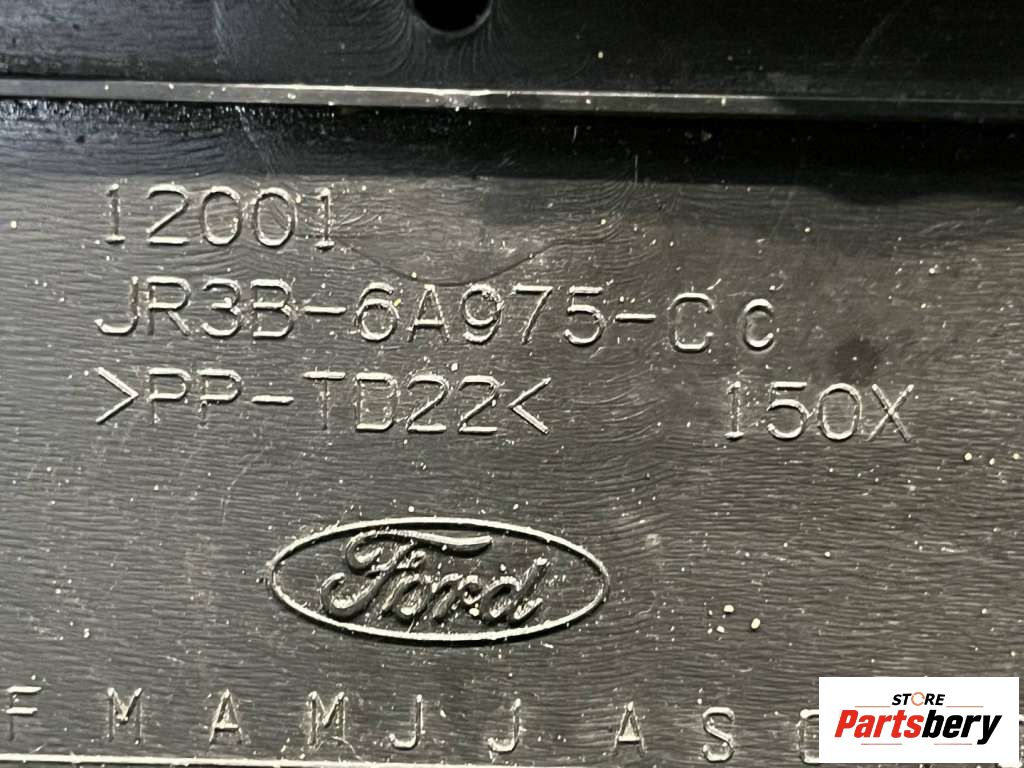 12001
JR3B-6A975-Cc
>PP-TD22< 150X
Ford
F M A M J J A S
STORE
Partsbery